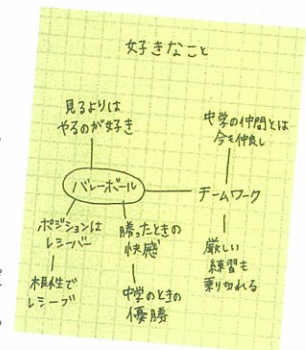 好きなこと
見るよりは
やるのが好き
中学の仲間とは
今も仲良し
バレーボール
チームワーク
ポジションは
レシーバー
勝ったときの
快感
厳しい
練習も
乗り切れる
根性で
レシーブ
中学のときの
優勝